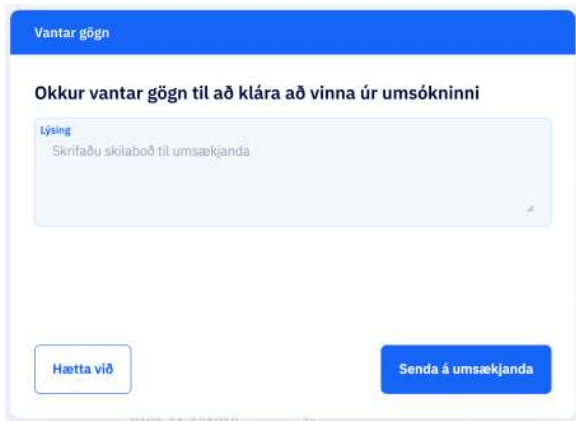 Vantar gögn
Okkur vantar gögn til að klára að vinna úr umsókninni
Lýsing
Skrifaðu skilaboð til umsækjanda
Hætta við
Senda á umsækjanda